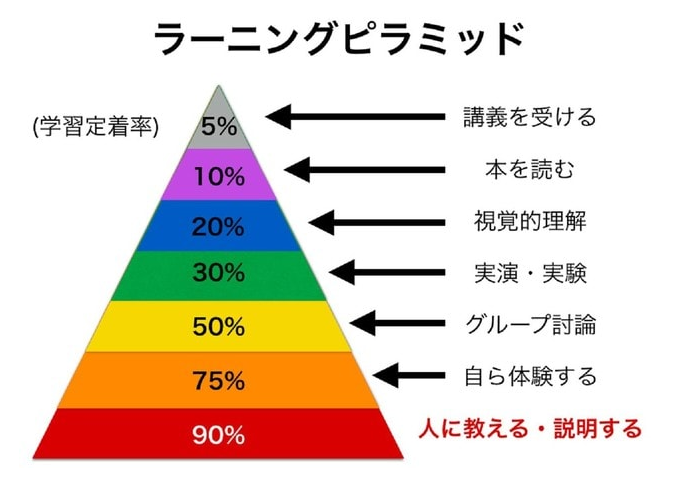 ラーニングピラミッド
(学習定着率)
5%
講義を受ける
10%
本を読む
20%
視覚的理解
30%
実演・実験
50%
グループ討論
75%
自ら体験する
90%
人に教える・説明する